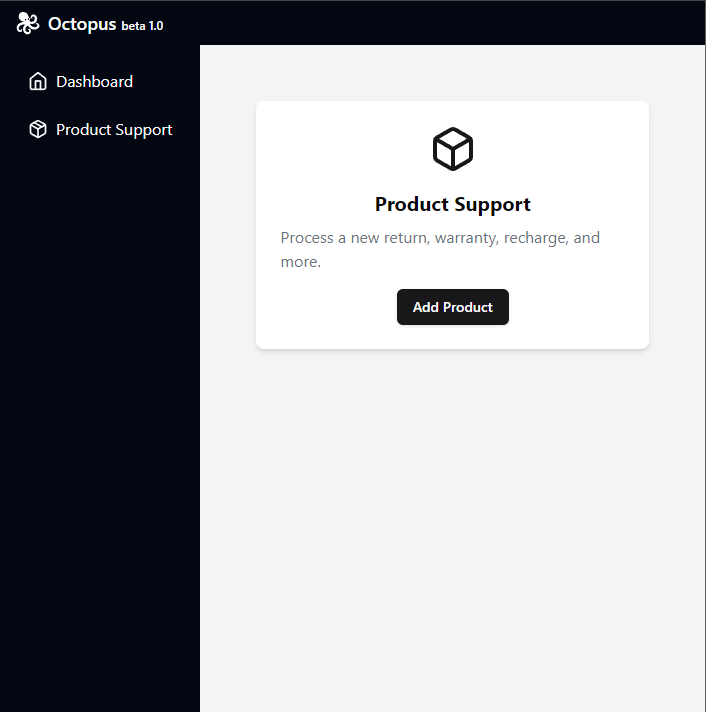 Octopus beta 1.0
Dashboard
Product Support
Product Support
Process a new return, warranty, recharge, and
more.
Add Product